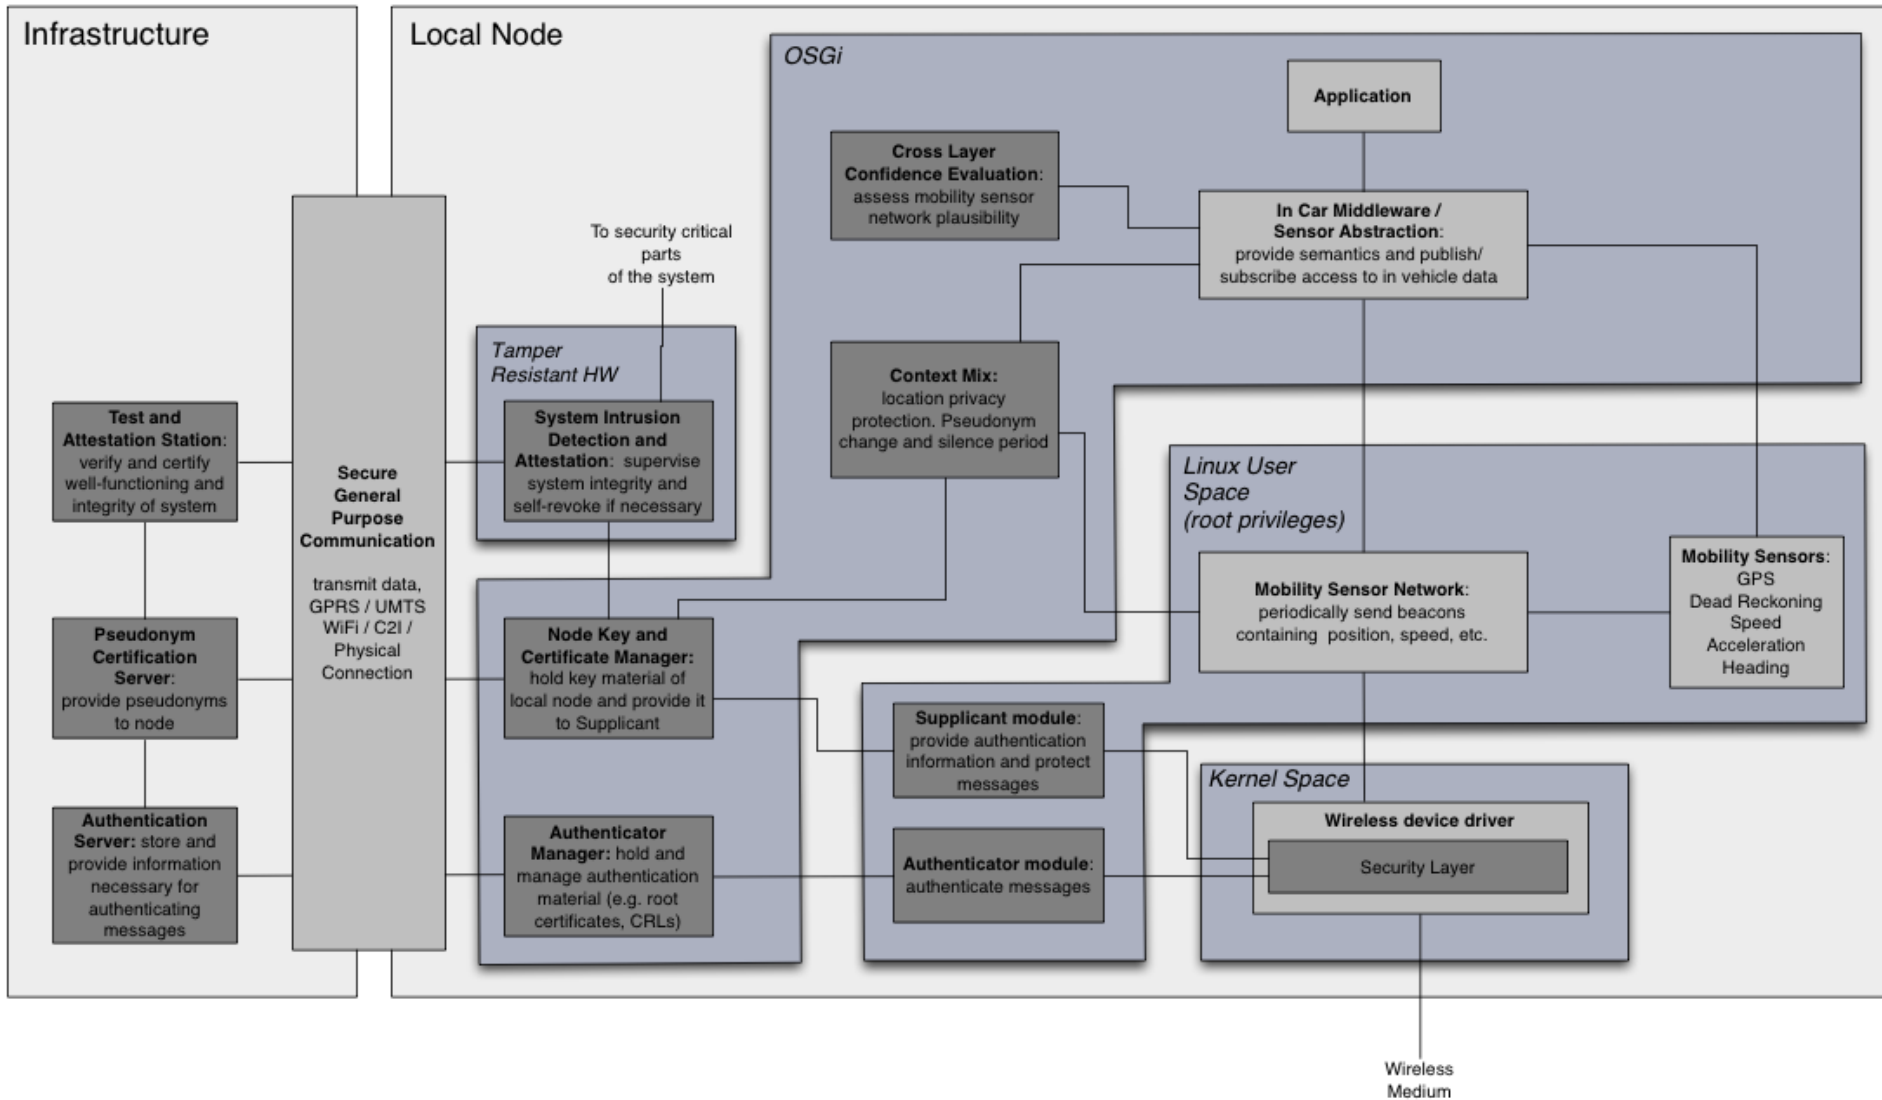 Infrastructure
Local Node
OSGi
Application
Cross Layer
Confidence Evaluation:
assess mobility sensor
network plausibility
In Car Middleware /
Sensor Abstraction:
provide semantics and publish/
subscribe access to in vehicle data
To security critical
parts
of the system
Tamper
Resistant HW
Context Mix:
location privacy
protection. Pseudonym
change and silence period
Test and
Attestation Station:
verify and certify
well-functioning and
integrity of system
Secure
General
Purpose
Communication
transmit data,
GPRS / UMTS
WiFi / C2I /
Physical
Connection
System Intrusion
Detection and
Attestation: supervise
system integrity and
self-revoke if necessary
Linux User
Space
(root privileges)
Mobility Sensor Network:
periodically send beacons
containing position, speed, etc.
Mobility Sensors:
GPS
Dead Reckoning
Speed
Acceleration
Heading
Pseudonym
Certification
Server:
provide pseudonyms
to node
Node Key and
Certificate Manager:
hold key material of
local node and provide it
to Supplicant
Supplicant module:
provide authentication
information and protect
messages
Kernel Space
Wireless device driver
Security Layer
Authentication
Server: store and
provide information
necessary for
authenticating
messages
Authenticator
Manager: hold and
manage authentication
material (e.g. root
certificates, CRLs)
Authenticator module:
authenticate messages
Wireless
Medium